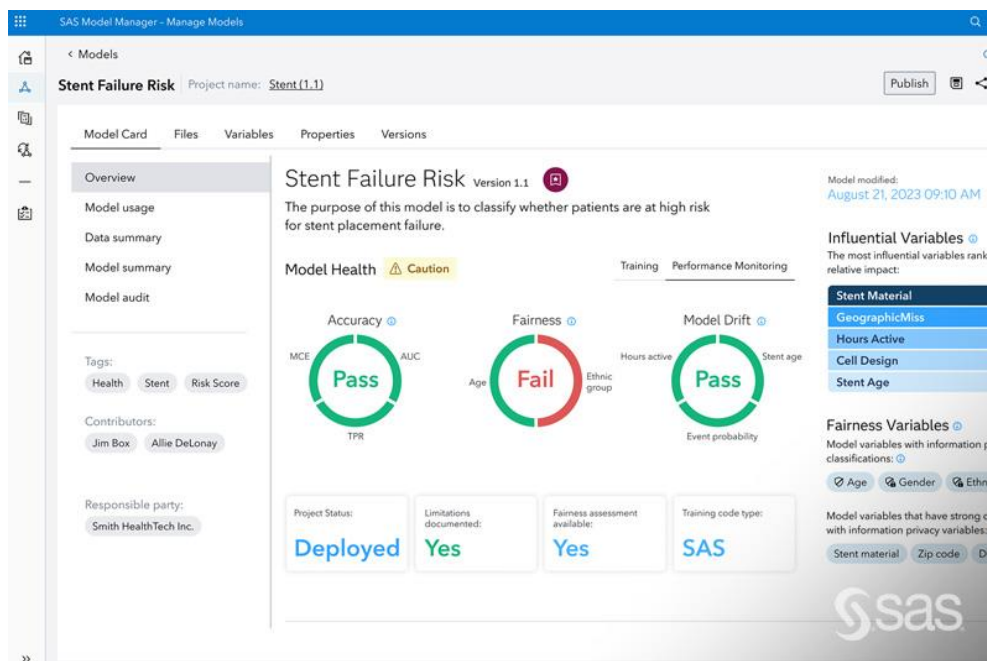 SAS Model Manager - Manage Models
< Models
Stent Failure Risk Project name: Stent (1.1)
Publish
Model Card Files Variables Properties Versions
Overview
Model usage
Data summary
Model summary
Model audit
Tags:
Health Stent Risk Score
Contributors:
Jim Box Allie DeLonay
Responsible party:
Smith HealthTech Inc.
Stent Failure Risk Version 1.1
The purpose of this model is to classify whether patients are at high risk
for stent placement failure.
Model Health Caution
Training Performance Monitoring
Accuracy
MCE AUC
Pass
TPR
Fairness
Age Ethnic
group
Fail
Model Drift
Hours active Stent age
Pass
Event probability
Project Status:
Deployed
Limitations
documented:
Yes
Fairness assessment
available:
Yes
Training code type:
SAS
Model modified:
August 21, 2023 09:10 AM
Influential Variables
The most influential variables rank
relative impact:
Stent Material
GeographicMiss
Hours Active
Cell Design
Stent Age
Fairness Variables
Model variables with information p
classifications:
Age Gender Ethn
Model variables that have strong c
with information privacy variables:
Stent material Zip code D
sas